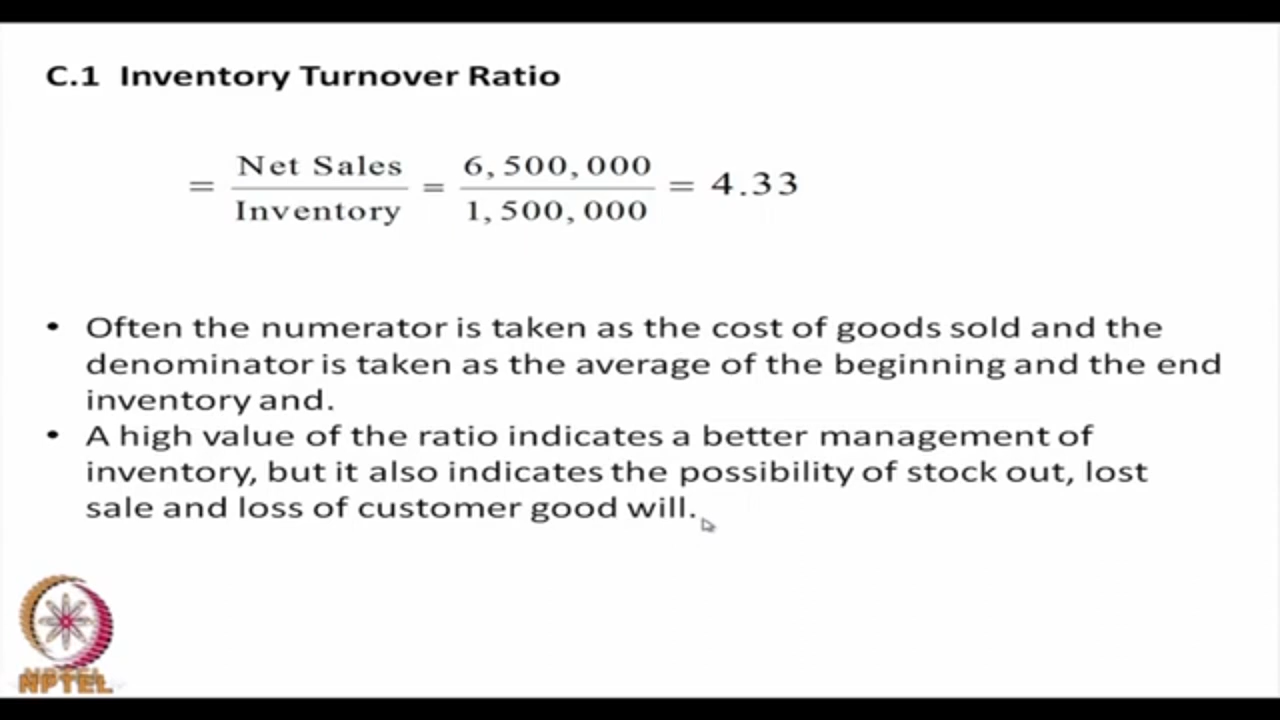 C.1 Inventory Turnover Ratio
= Net Sales / Inventory = 6,500,000 / 1,500,000 = 4.33
• Often the numerator is taken as the cost of goods sold and the
denominator is taken as the average of the beginning and the end
inventory and.
• A high value of the ratio indicates a better management of
inventory, but it also indicates the possibility of stock out, lost
sale and loss of customer good will.
NPTEL